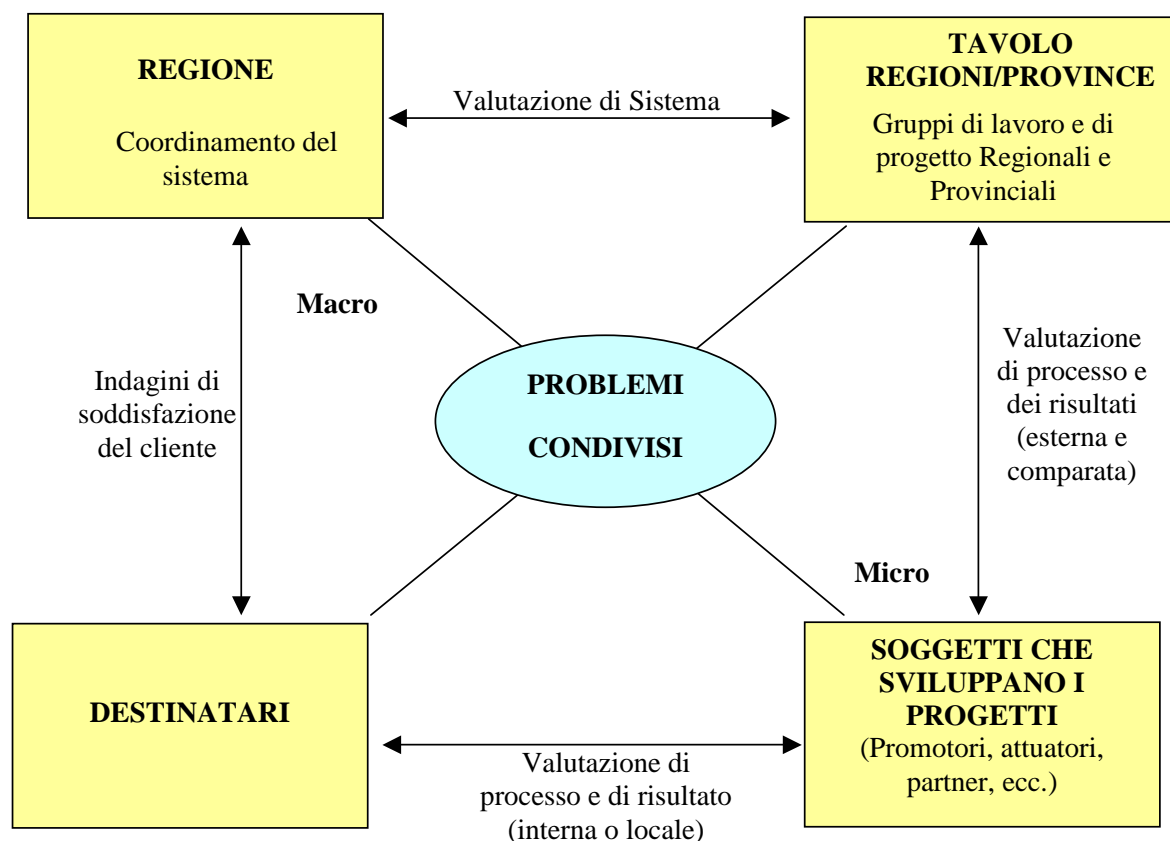 REGIONE
Coordinamento del
sistema
Valutazione di Sistema
TAVOLO
REGIONI/PROVINCE
Gruppi di lavoro e di
progetto Regionali e
Provinciali
Macro
Indagini di
soddisfazione
del cliente
PROBLEMI
CONDIVISI
Valutazione
di processo e
dei risultati
(esterna e
comparata)
Micro
DESTINATARI
Valutazione di
processo e di risultato
(interna o locale)
SOGGETTI CHE
SVILUPPANO I
PROGETTI
(Promotori, attuatori,
partner, ecc.)